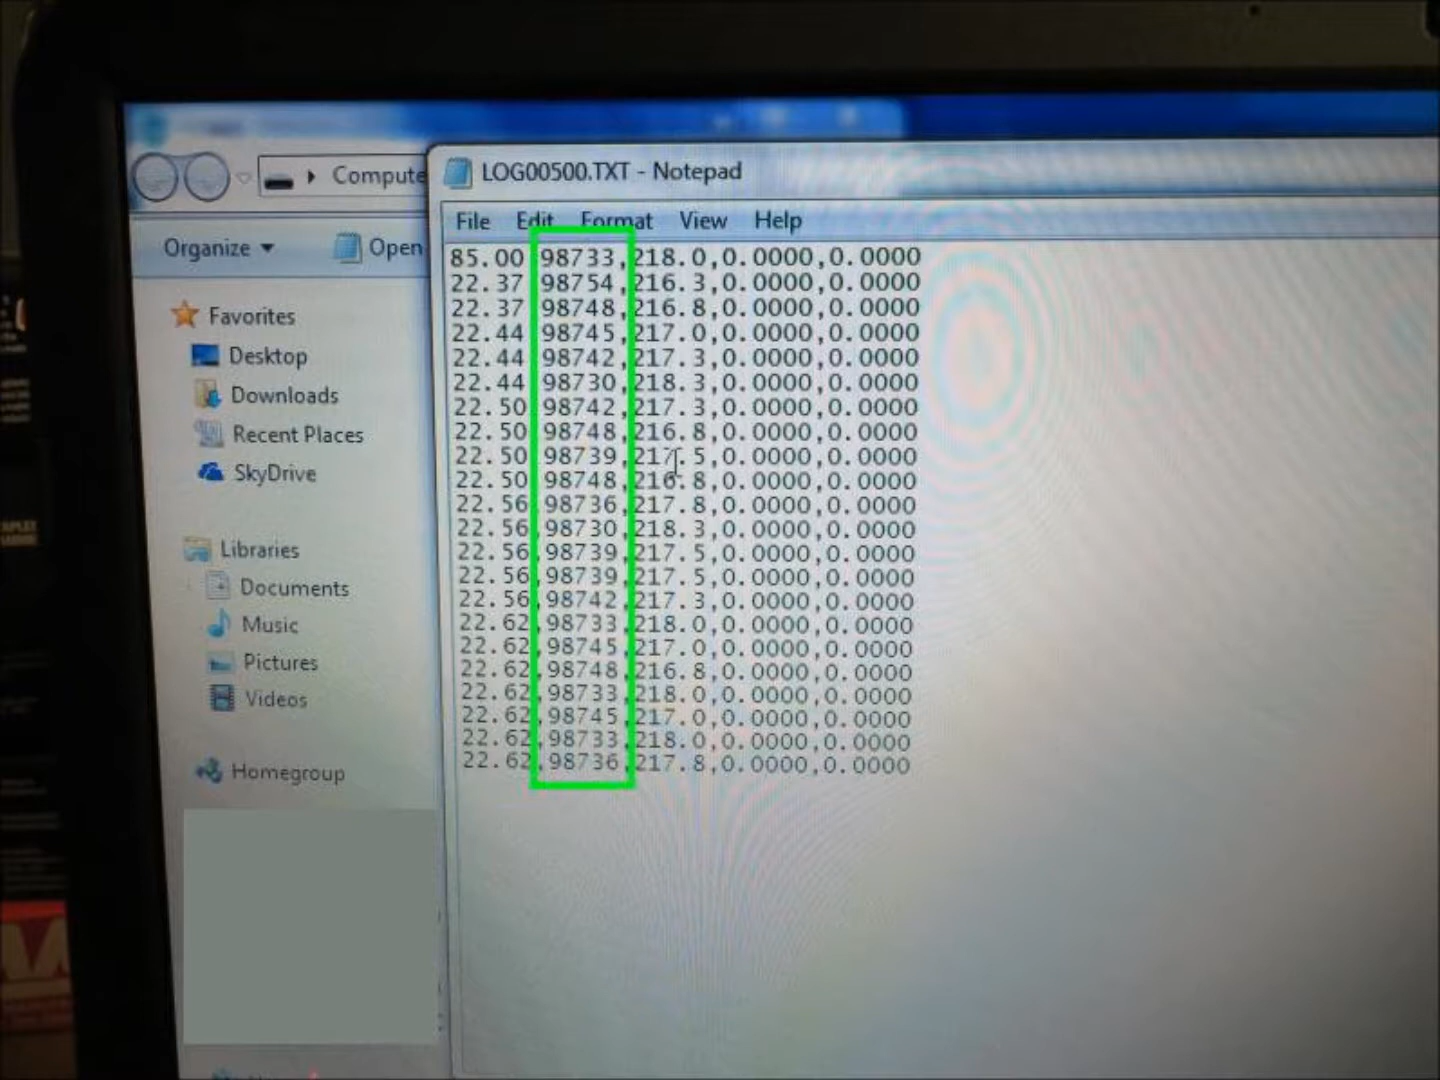 Compute
LOG00500.TXT - Notepad
File Edit Format View Help
Organize Open
Favorites
Desktop
Downloads
Recent Places
SkyDrive
Libraries
Documents
Music
Pictures
Videos
Homegroup
85.00 98733,218.0,0.0000,0.0000
22.37 98754,216.3,0.0000,0.0000
22.37 98748,216.8,0.0000,0.0000
22.44 98745,217.0,0.0000,0.0000
22.44 98742,217.3,0.0000,0.0000
22.44 98730,218.3,0.0000,0.0000
22.50 98742,217.3,0.0000,0.0000
22.50 98748,216.8,0.0000,0.0000
22.50 98739,217.5,0.0000,0.0000
22.50 98748,216.8,0.0000,0.0000
22.56,98736,217.8,0.0000,0.0000
22.56,98730,218.3,0.0000,0.0000
22.56,98739,217.5,0.0000,0.0000
22.56,98739,217.5,0.0000,0.0000
22.56,98742,217.3,0.0000,0.0000
22.62,98733,218.0,0.0000,0.0000
22.62,98745,217.0,0.0000,0.0000
22.62,98748,216.8,0.0000,0.0000
22.62,98733,218.0,0.0000,0.0000
22.62,98745,217.0,0.0000,0.0000
22.62,98733,218.0,0.0000,0.0000
22.62,98736,217.8,0.0000,0.0000